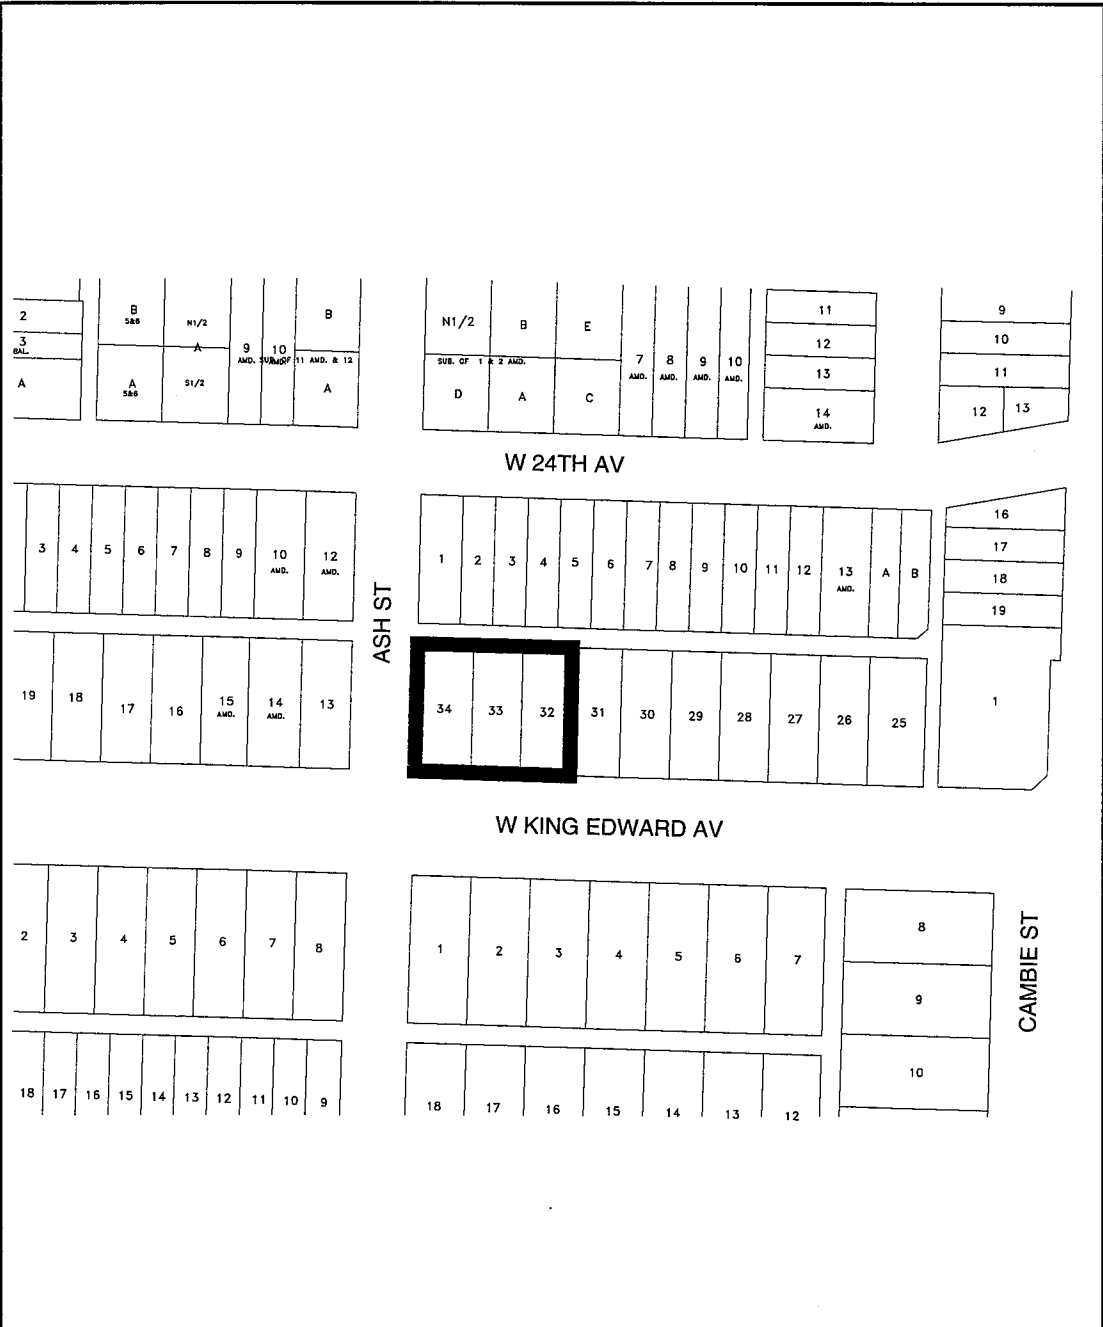 2
3
BAL.
A
B
5&6
N1/2
A
A
5&6
S1/2
9
AMD.
10
AMD.
SUB. OF 11 AMD. & 12
B
A
N1/2
B
E
SUB. OF 1 & 2 AMD.
D
A
C
7
AMD.
8
AMD.
9
AMD.
10
AMD.
11
12
13
14
AMD.
9
10
11
12 13
W 24TH AV
3 4 5 6 7 8 9 10 12
AMD. AMD.
ASH ST
1 2 3 4 5 6 7 8 9 10 11 12 13 A B
AMD.
16
17
18
19
1
19 18 17 16 15 14 13
AMD. AMD.
34 33 32 31 30 29 28 27 26 25
W KING EDWARD AV
2 3 4 5 6 7 8
1 2 3 4 5 6 7
8
9
10
CAMBIE ST
18 17 16 15 14 13 12 11 10 9
18 17 16 15 14 13 12